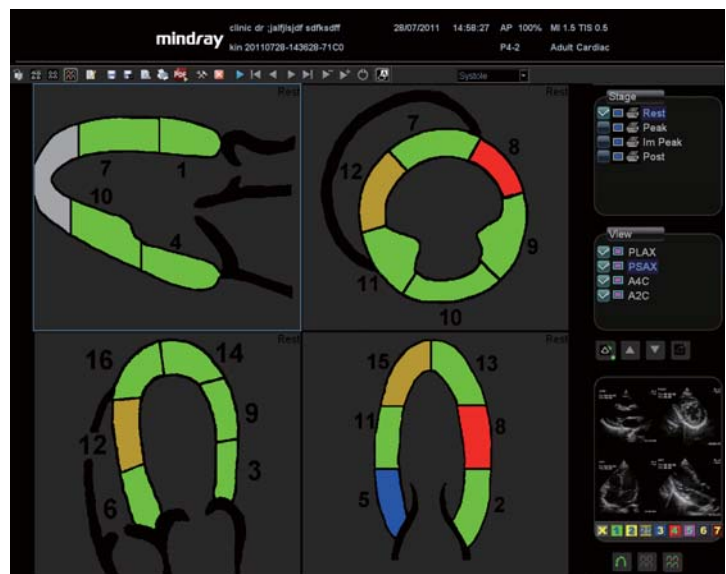 mindray
clinic dr ;jalfjlsjdf sdfksdff 28/07/2011 14:58:27 AP 100% MI 1.5 TIS 0.5
kin 20110728-143628-71C0 P4-2 Adult Cardiac
Systole
Rest
7
1
10
4
Rest
7
8
12
9
11
10
Rest
16
14
9
12
3
6
Rest
15
13
11
8
5
2
Stage
Rest
Peak
Im Peak
Post
View
PLAX
PSAX
A4C
A2C
X 1 2 3 4 5 6 7